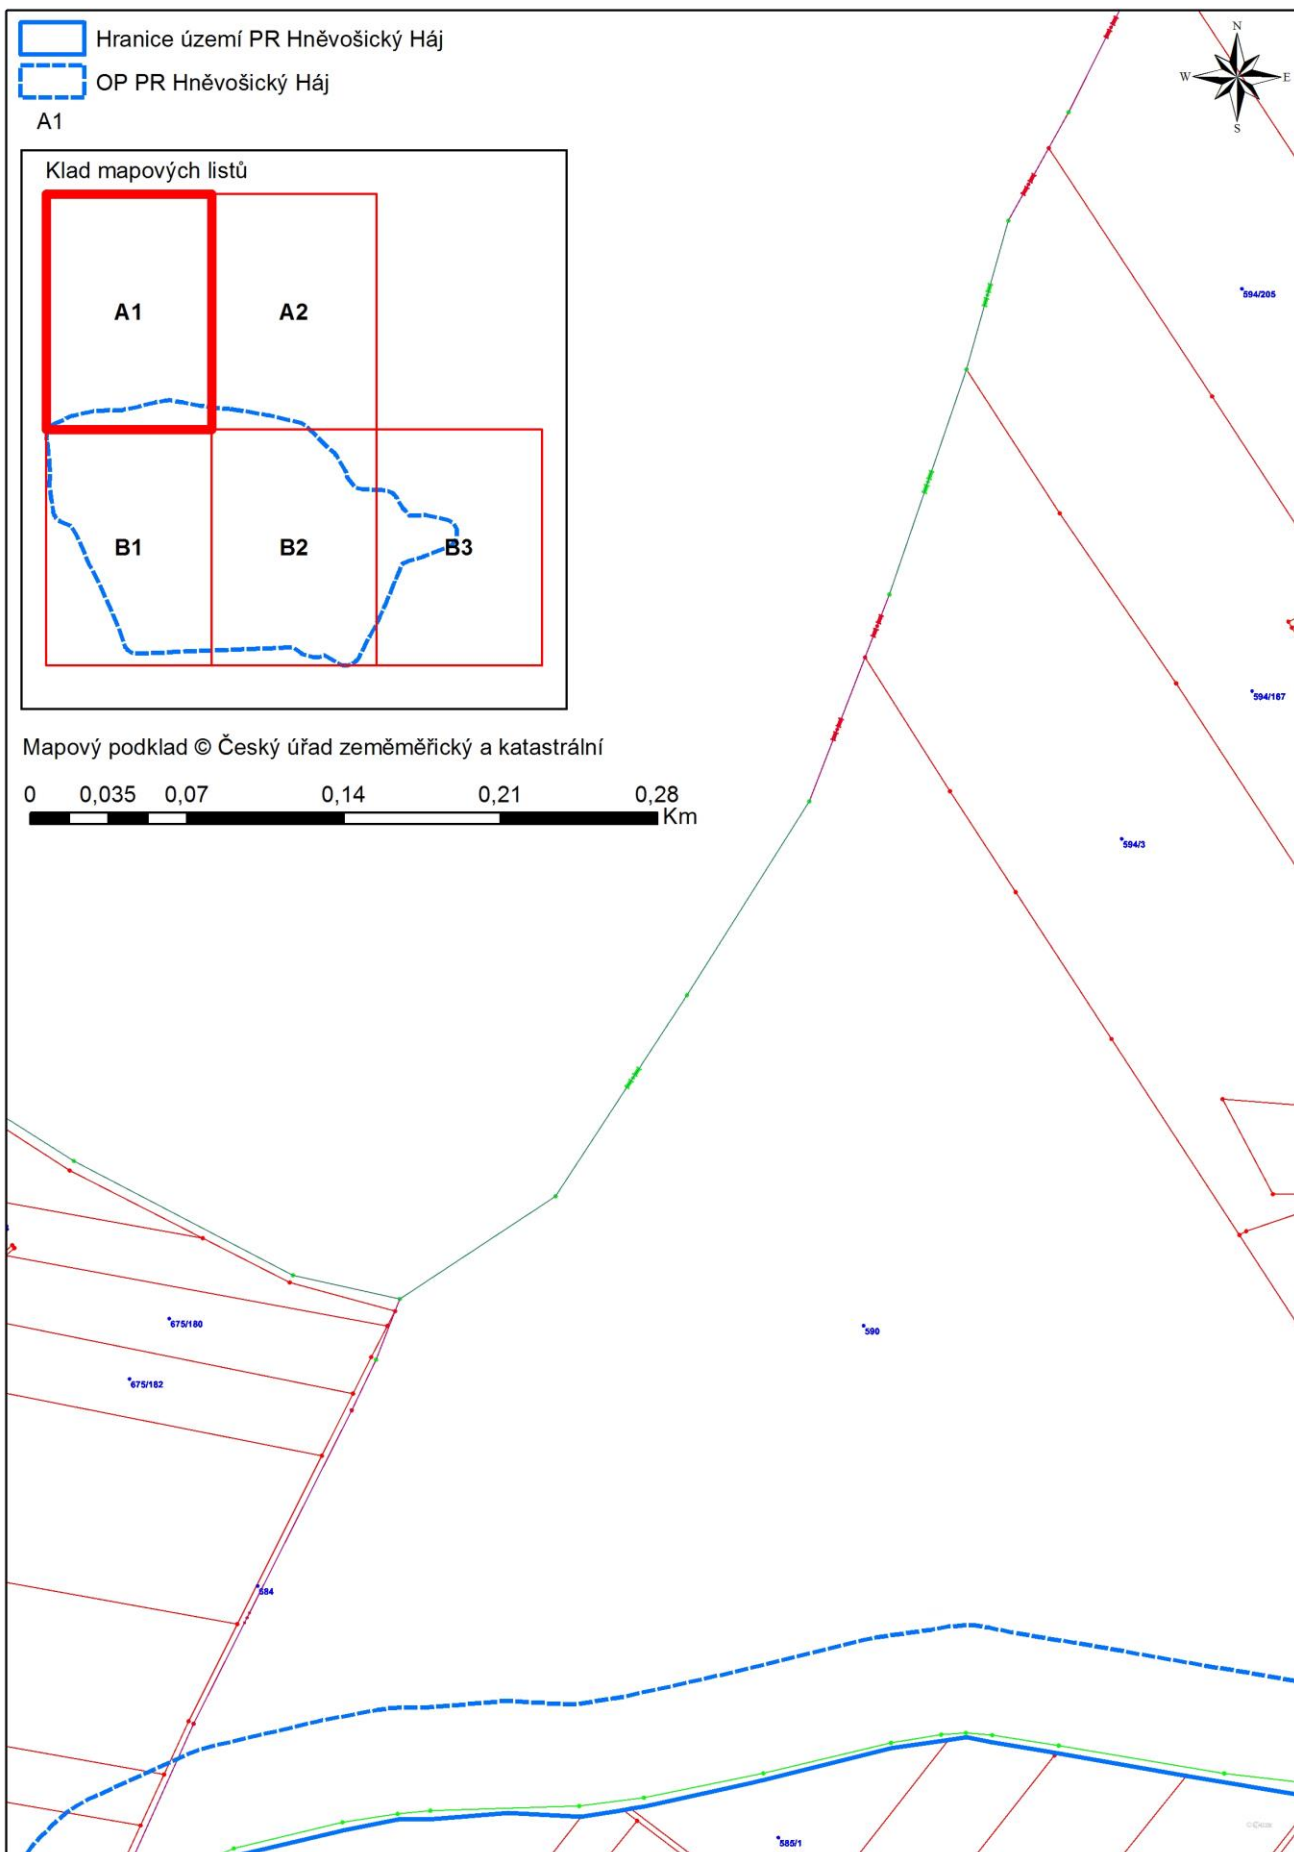 Hranice území PR Hněvošický Háj
OP PR Hněvošický Háj
A1
N
W E
S
Klad mapových listů
A1 A2
B1 B2 B3
Mapový podklad © Český úřad zeměměřický a katastrální
0 0,035 0,07 0,14 0,21 0,28
Km
594/205
594/167
594/3
590
675/180
675/182
584
585/1